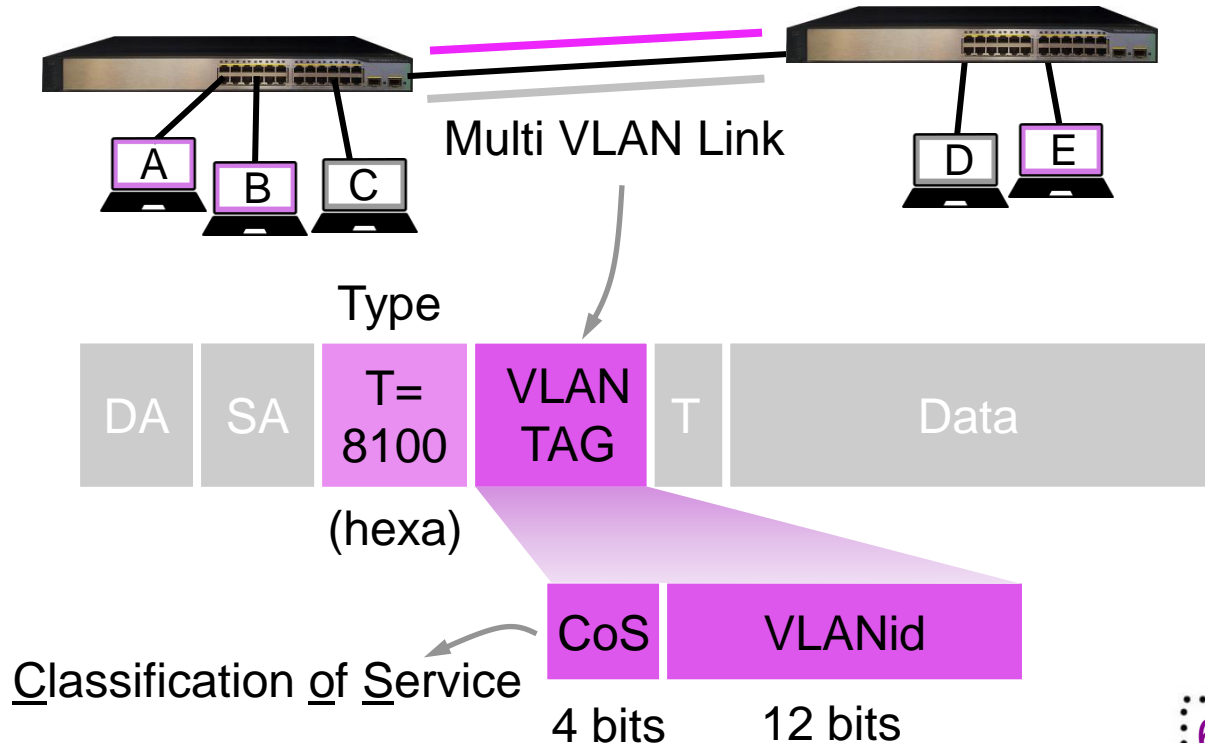 A
B
C
D
E
Multi VLAN Link
Type
DA
SA
T=
8100
VLAN
TAG
T
Data
(hexa)
CoS
VLANid
Classification of Service
4 bits
12 bits